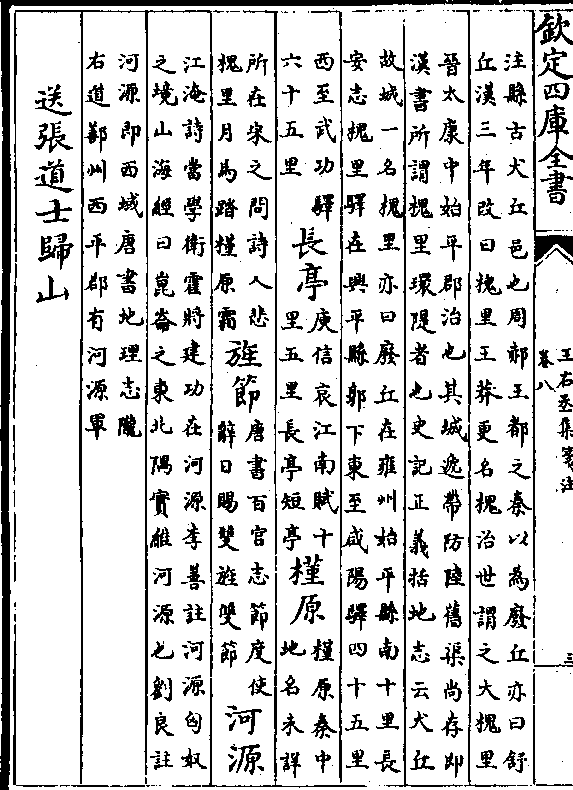 欽定四庫全書
王右丞集箋注
卷八
三
注縣古犬丘邑也周郝王都之秦以為廢丘亦曰舒
丘漢三年改曰槐里王莽更名槐治世謂之大槐里
晉太康中始平郡治也其城逶帶防陸舊渠尚存即
漢書所謂槐里環隄者也史記正義括地志云犬丘
故城一名槐里亦曰廢丘在雍州始平縣南十里長
安志槐里驛在興平縣郭下東至咸陽驛四十五里
西至武功驛
六十五里
長亭
庾信哀江南賦十
里五里長亭短亭
槿原
槿原秦中
地名未詳
所在宋之問詩人悲
槐里月馬踏槿原霜
旌節
唐書百官志節度使
辭日賜雙旌雙節
河源
江淹詩當學衛霍將建功在河源李善註河源匈奴
之境山海經曰崑崙之東北隅實維河源也劉良註
河源即西域唐書地理志隴
右道鄯州西平郡有河源軍
送張道士歸山